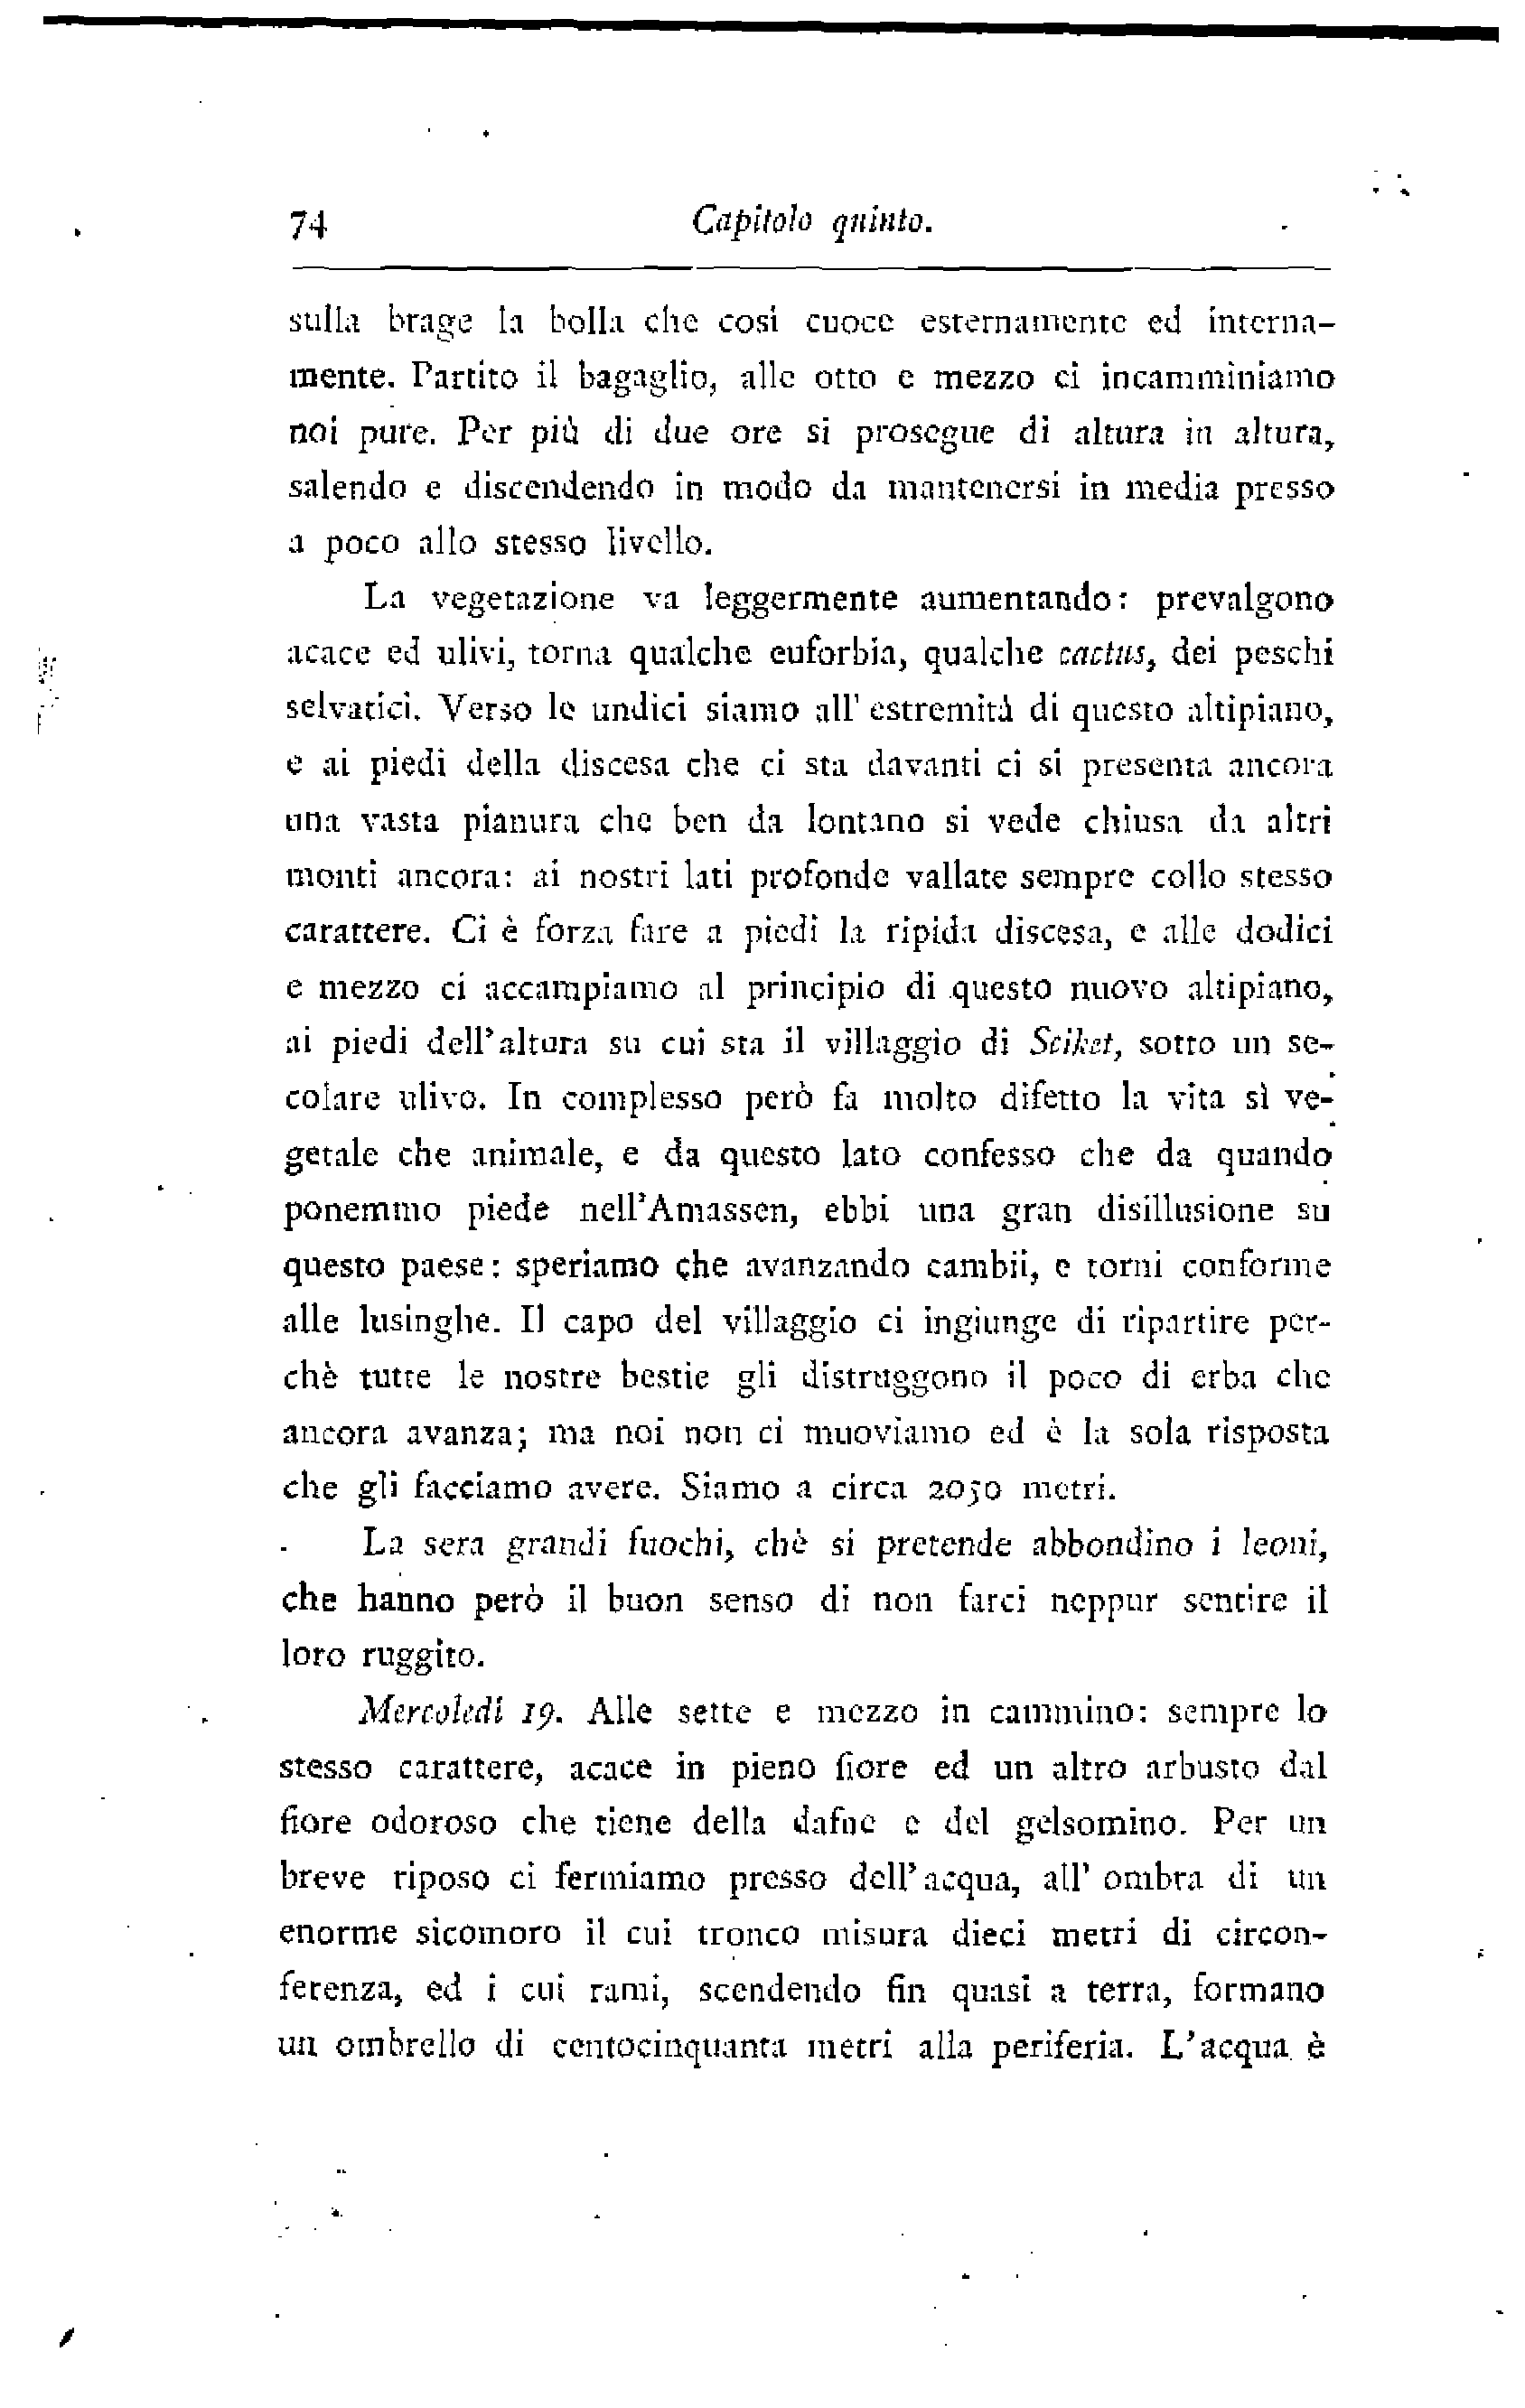 74 Capitolo quinto.
sulla brage la bolla che così cuoce esternamente ed interna-
mente. Partito il bagaglio, alle otto e mezzo ci incamminiamo
noi pure. Per più di due ore si prosegue di altura in altura,
salendo e discendendo in modo da mantenersi in media presso
a poco allo stesso livello.
La vegetazione va leggermente aumentando: prevalgono
acace ed ulivi, torna qualche euforbia, qualche cactus, dei peschi
selvatici. Verso le undici siamo all' estremità di questo altipiano,
e ai piedi della discesa che ci sta davanti ci si presenta ancora
una vasta pianura che ben da lontano si vede chiusa da altri
monti ancora: ai nostri lati profonde vallate sempre collo stesso
carattere. Ci è forza fare a piedi la ripida discesa, e alle dodici
e mezzo ci accampiamo al principio di questo nuovo altipiano,
ai piedi dell'altura su cui sta il villaggio di Sciket, sotto un se-
colare ulivo. In complesso però fa molto difetto la vita sì ve-
getale che animale, e da questo lato confesso che da quando
ponemmo piede nell'Amassen, ebbi una gran disillusione su
questo paese: speriamo che avanzando cambii, e torni conforme
alle lusinghe. Il capo del villaggio ci ingiunge di ripartire per-
chè tutte le nostre bestie gli distruggono il poco di erba che
ancora avanza; ma noi non ci muoviamo ed è la sola risposta
che gli facciamo avere. Siamo a circa 2050 metri.
La sera grandi fuochi, chè si pretende abbondino i leoni,
che hanno però il buon senso di non farci neppur sentire il
loro ruggito.
Mercoledì 19. Alle sette e mezzo in cammino: sempre lo
stesso carattere, acace in pieno fiore ed un altro arbusto dal
fiore odoroso che tiene della dafne e del gelsomino. Per un
breve riposo ci fermiamo presso dell' acqua, all' ombra di un
enorme sicomoro il cui tronco misura dieci metri di circon-
ferenza, ed i cui rami, scendendo fin quasi a terra, formano
un ombrello di centocinquanta metri alla periferia. L'acqua è